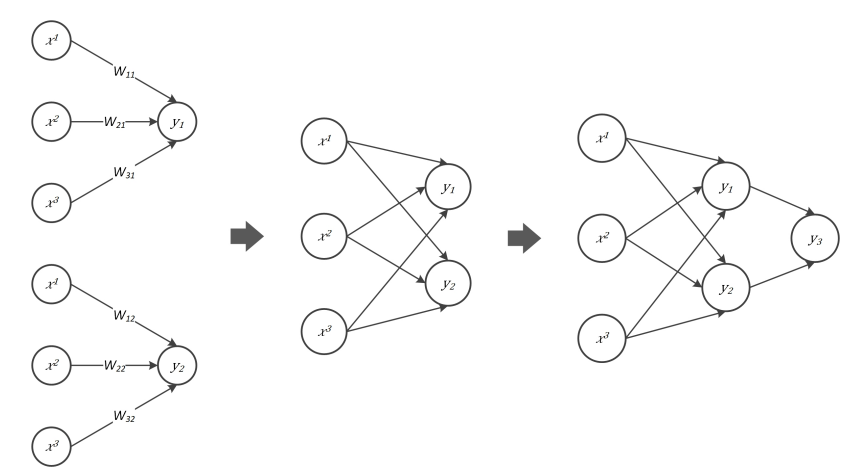 x¹
W₁₁
x²
W₂₁
y₁
W₃₁
x³
x¹
W₁₂
x²
W₂₂
y₂
W₃₂
x³
x¹
y₁
x²
y₂
x³
x¹
y₁
x²
y₃
y₂
x³